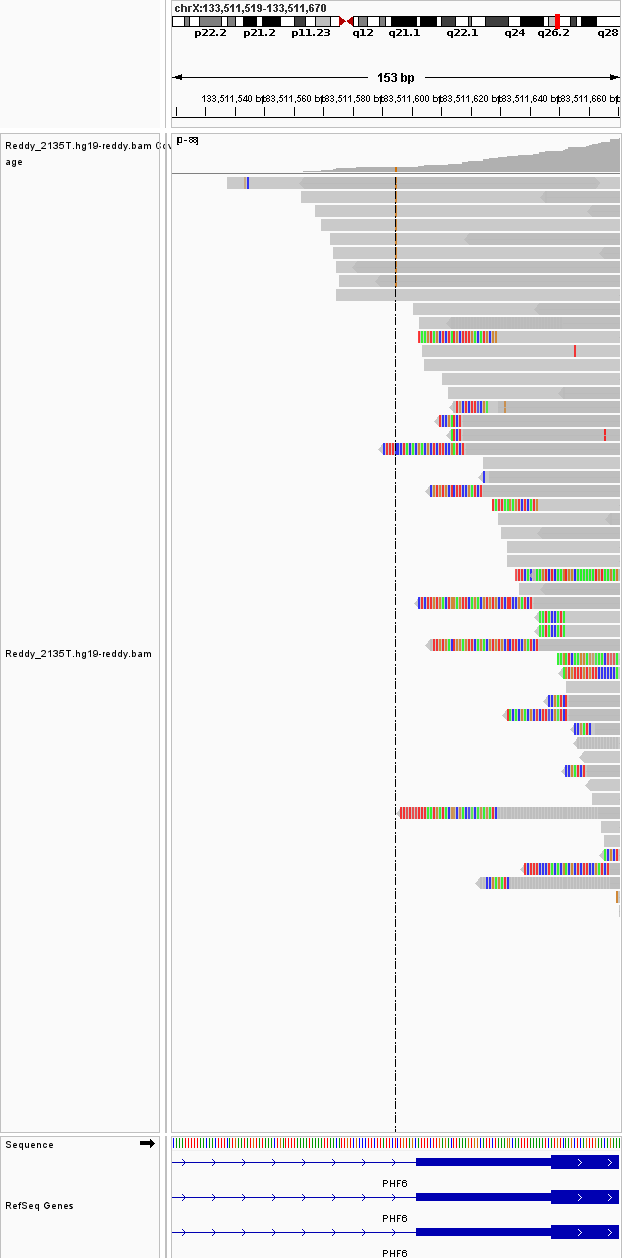 chrX:133,511,519-133,511,670
p22.2 p21.2 p11.23 q12 q21.1 q22.1 q24 q26.2 q28
153 bp
133,511,540 bp 133,511,560 bp 133,511,580 bp 133,511,600 bp 133,511,620 bp 133,511,640 bp 133,511,660 bp
[0 - 88]
Reddy_2135T.hg19-reddy.bam Cov
age
Reddy_2135T.hg19-reddy.bam
Sequence
PHF6
RefSeq Genes
PHF6
PHF6